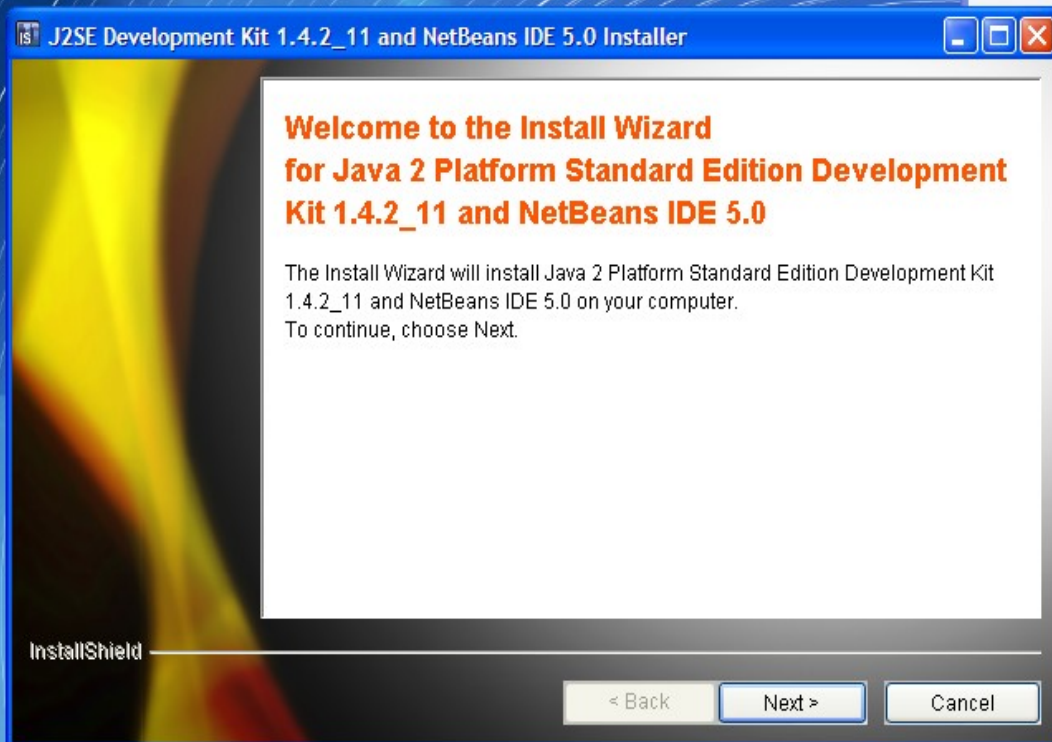 J2SE Development Kit 1.4.2_11 and NetBeans IDE 5.0 Installer
Welcome to the Install Wizard
for Java 2 Platform Standard Edition Development
Kit 1.4.2_11 and NetBeans IDE 5.0
The Install Wizard will install Java 2 Platform Standard Edition Development Kit
1.4.2_11 and NetBeans IDE 5.0 on your computer.
To continue, choose Next.
InstallShield
< Back
Next >
Cancel